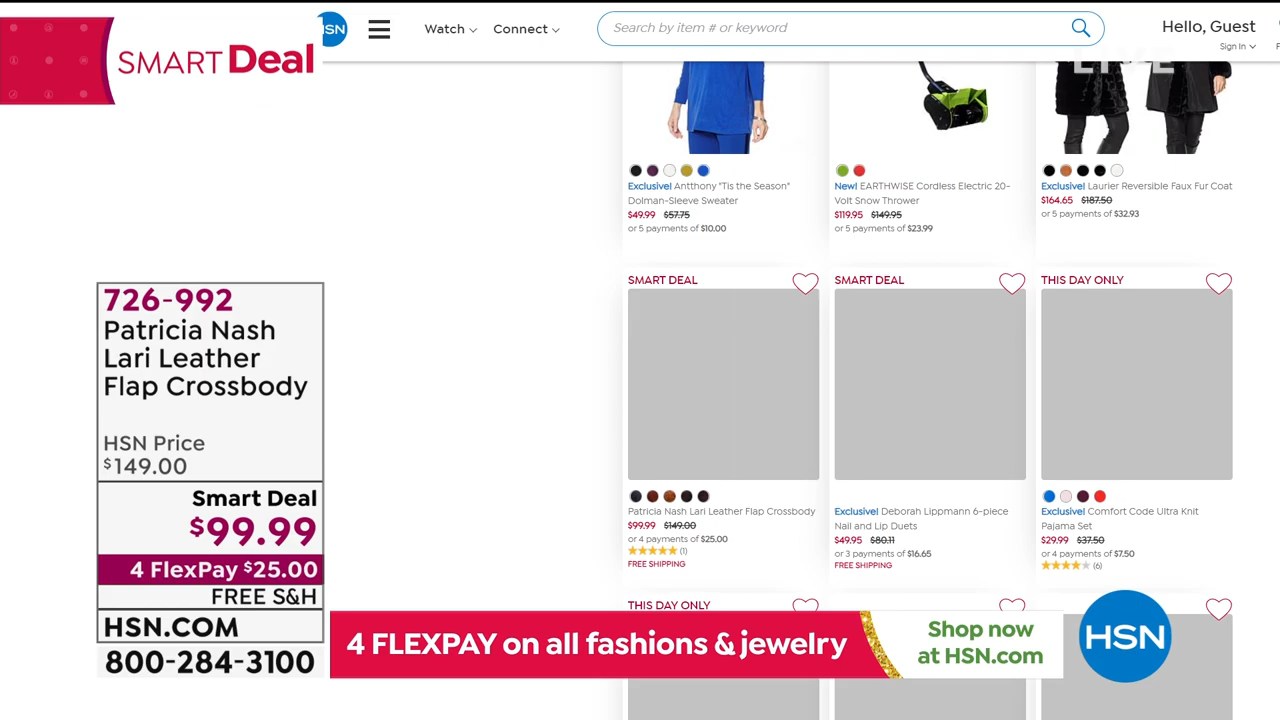 SMART Deal
HSN
Watch
Connect
Search by item # or keyword
Hello, Guest
Sign In
LIVE
Exclusive! Antthony "Tis the Season"
Dolman-Sleeve Sweater
$49.99 $57.75
or 5 payments of $10.00
New! EARTHWISE Cordless Electric 20-
Volt Snow Thrower
$119.95 $149.95
or 5 payments of $23.99
Exclusive! Laurier Reversible Faux Fur Coat
$164.65 $187.50
or 5 payments of $32.93
SMART DEAL
Patricia Nash Lari Leather Flap Crossbody
$99.99 $149.00
or 4 payments of $25.00
(1)
FREE SHIPPING
SMART DEAL
Exclusive! Deborah Lippmann 6-piece
Nail and Lip Duets
$49.95 $80.11
or 3 payments of $16.65
FREE SHIPPING
THIS DAY ONLY
Exclusive! Comfort Code Ultra Knit
Pajama Set
$29.99 $37.50
or 4 payments of $7.50
(6)
THIS DAY ONLY
726-992
Patricia Nash
Lari Leather
Flap Crossbody
HSN Price
$149.00
Smart Deal
$99.99
4 FlexPay $25.00
FREE S&H
HSN.COM
800-284-3100
4 FLEXPAY on all fashions & jewelry
Shop now
at HSN.com
HSN